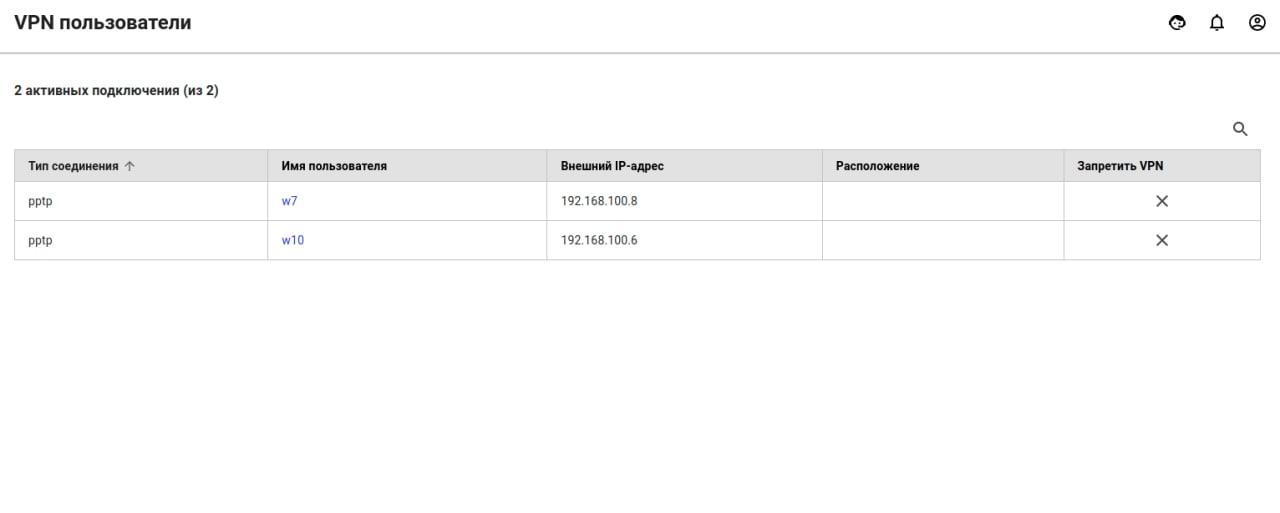 VPN пользователи
2 активных подключения (из 2)
Тип соединения Имя пользователя Внешний IP-адрес Расположение Запретить VPN
pptp w7 192.168.100.8
pptp w10 192.168.100.6